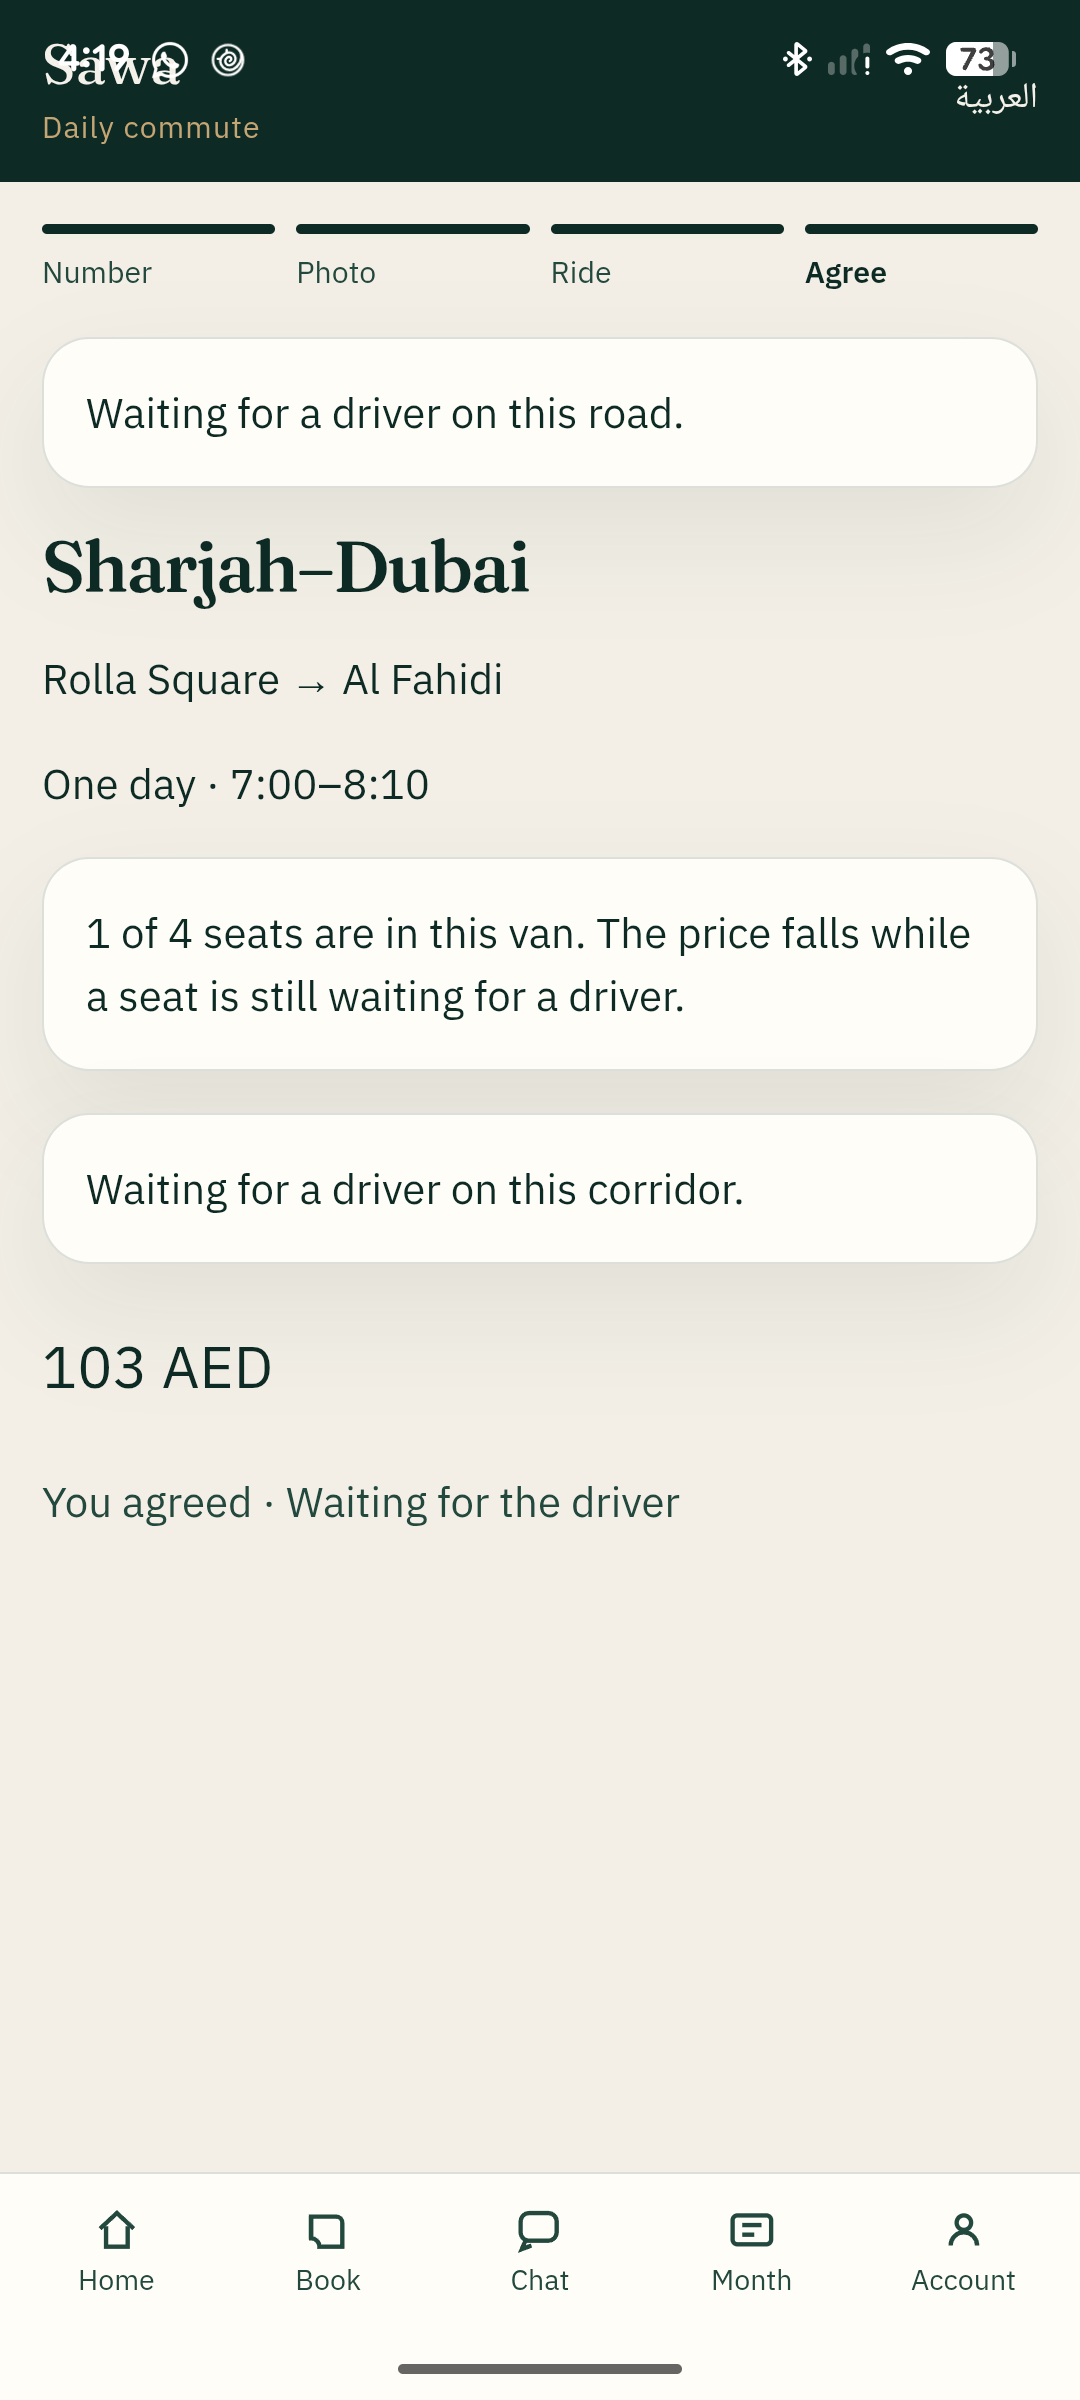 4:19
73
Sawa
العربية
Daily commute
Number
Photo
Ride
Agree
Waiting for a driver on this road.
Sharjah–Dubai
Rolla Square → Al Fahidi
One day · 7:00–8:10
1 of 4 seats are in this van. The price falls while
a seat is still waiting for a driver.
Waiting for a driver on this corridor.
103 AED
You agreed · Waiting for the driver
Home
Book
Chat
Month
Account